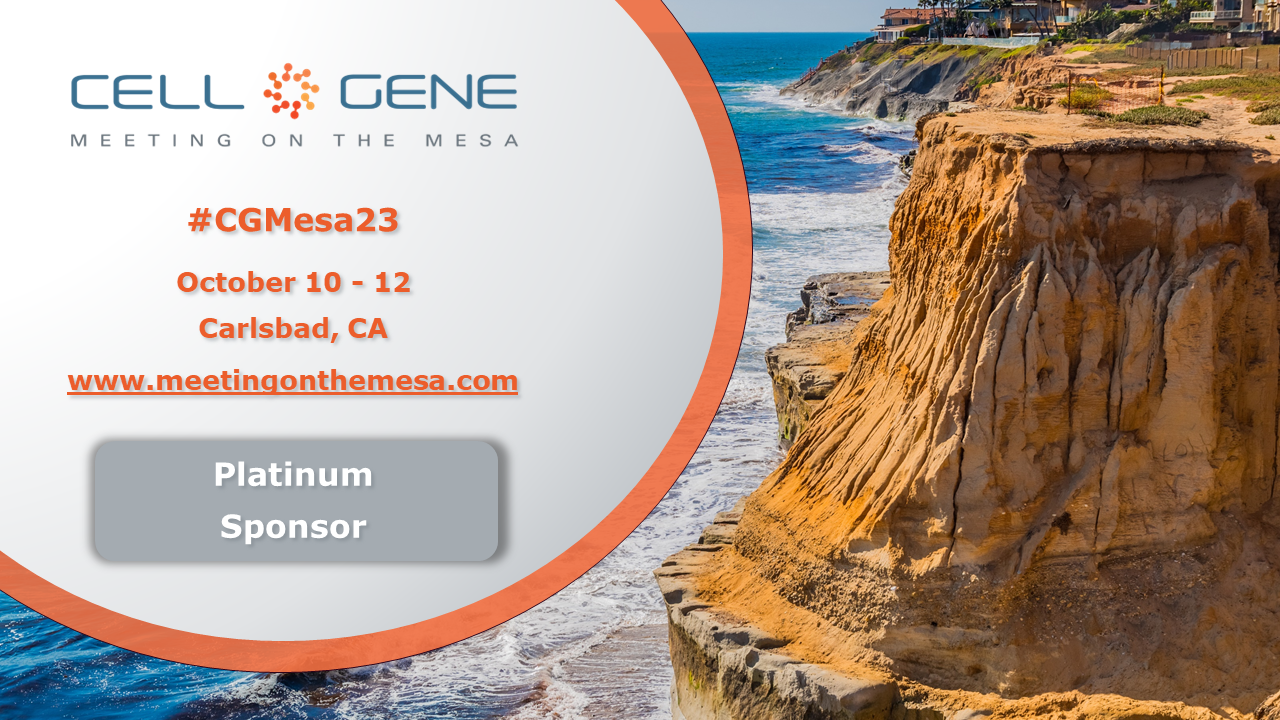 CELL GENE
MEETING ON THE MESA
#CGMesa23
October 10 - 12
Carlsbad, CA
www.meetingonthemesa.com
Platinum
Sponsor